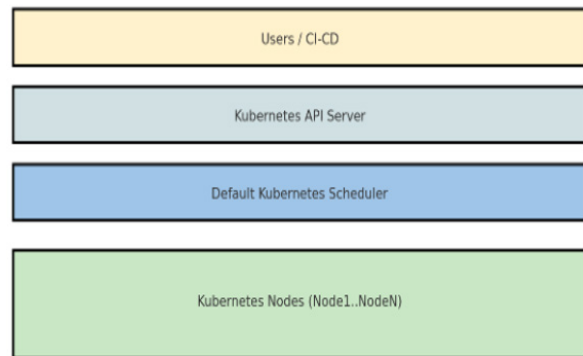 Users / CI-CD
Kubernetes API Server
Default Kubernetes Scheduler
Kubernetes Nodes (Node1..NodeN)